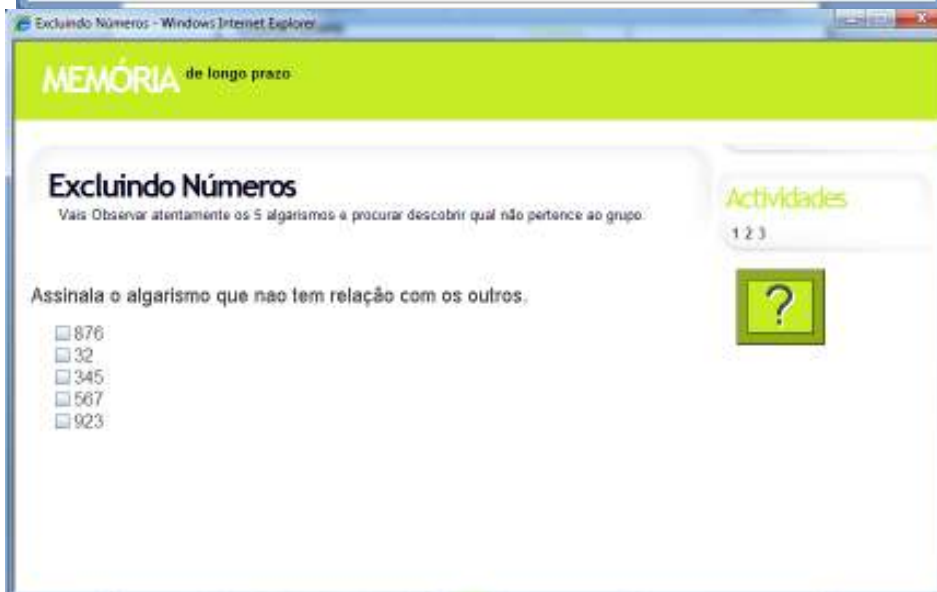 Excluindo Números - Windows Internet Explorer
MEMÓRIA de longo prazo
Excluindo Números
Vais Observar atentamente os 5 algarismos e procurar descobrir qual não pertence ao grupo.
Actividades
1 2 3
?
Assinala o algarismo que nao tem relação com os outros.
876
32
345
567
923